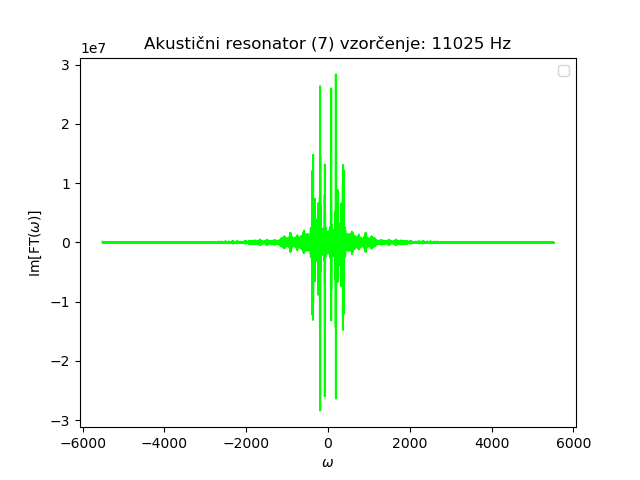 Akustični resonator (7) vzorčenje: 11025 Hz
1e7
3
2
1
0
−1
−2
−3
Im[FT(ω)]
−6000 −4000 −2000 0 2000 4000 6000
ω